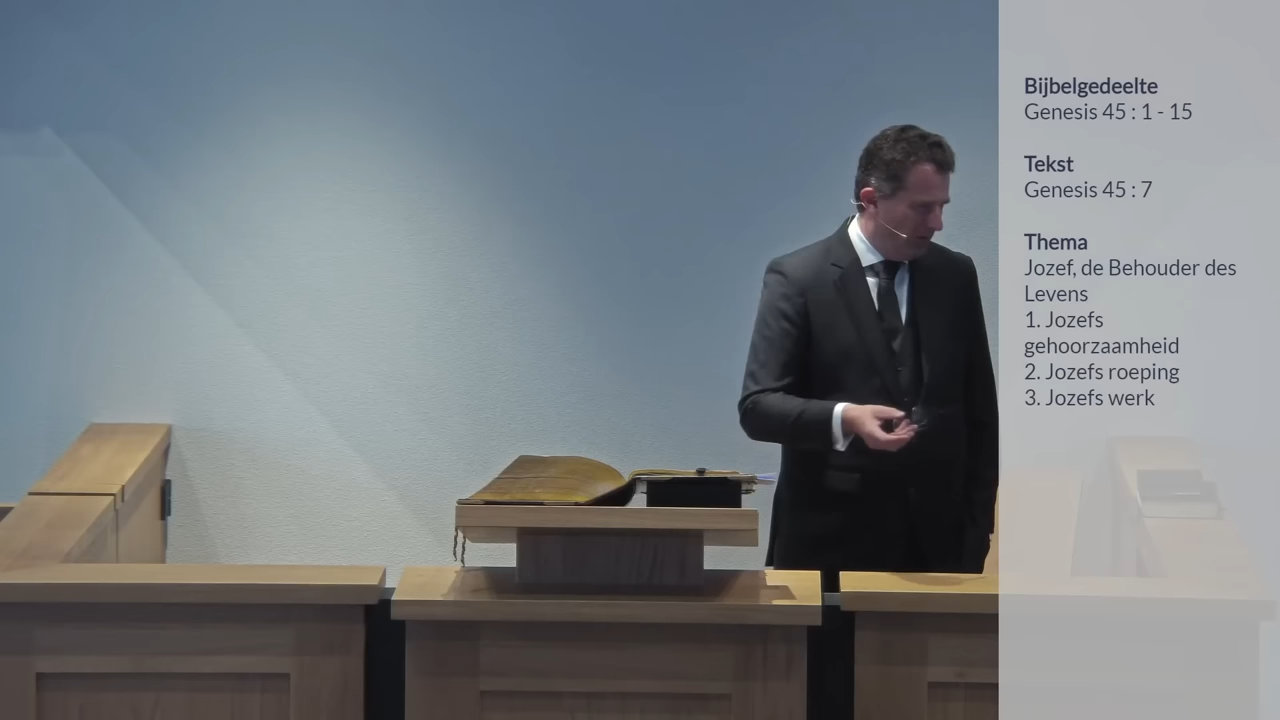 Bijbelgedeelte
Genesis 45 : 1 - 15
Tekst
Genesis 45 : 7
Thema
Jozef, de Behouder des
Levens
1. Jozefs
gehoorzaamheid
2. Jozefs roeping
3. Jozefs werk